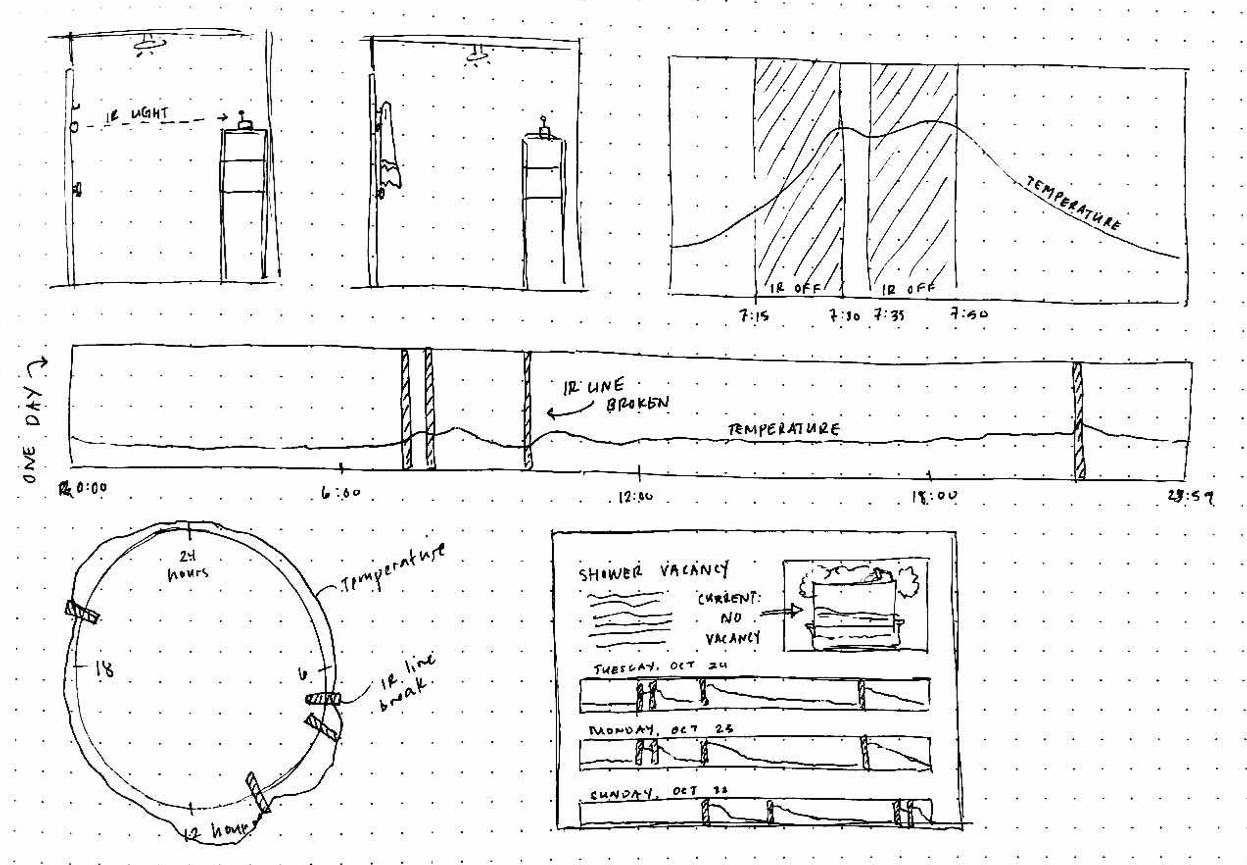 IR LIGHT
TEMPERATURE
IR OFF
IR OFF
7:15
7:30
7:35
7:50
ONE DAY
IR LINE
BROKEN
TEMPERATURE
0:00
6:00
12:00
18:00
23:59
24
hours
Temperature
18
6
IR line
break
12 hours
SHOWER VACANCY
CURRENT:
NO
VACANCY
TUESDAY, OCT 24
MONDAY, OCT 23
SUNDAY, OCT 22